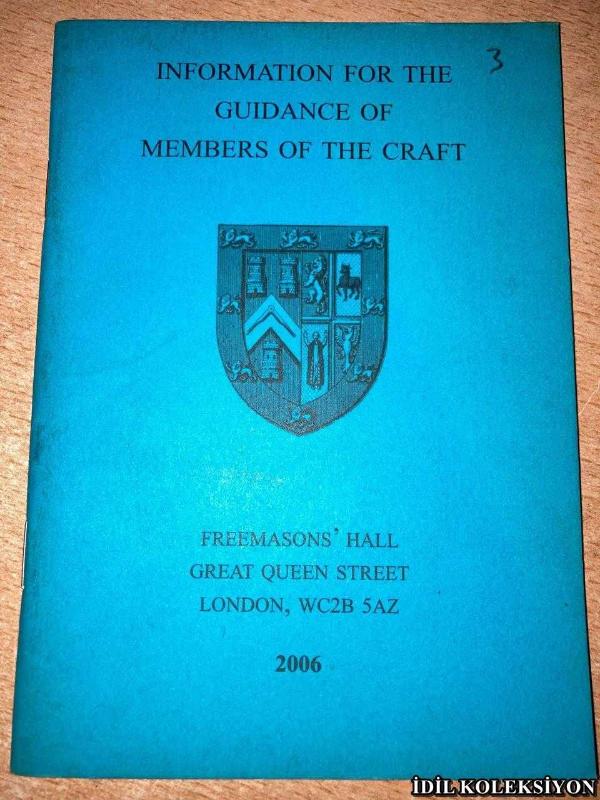 3
INFORMATION FOR THE
GUIDANCE OF
MEMBERS OF THE CRAFT
FREEMASONS' HALL
GREAT QUEEN STREET
LONDON, WC2B 5AZ
2006
İDİL KOLEKSİYON